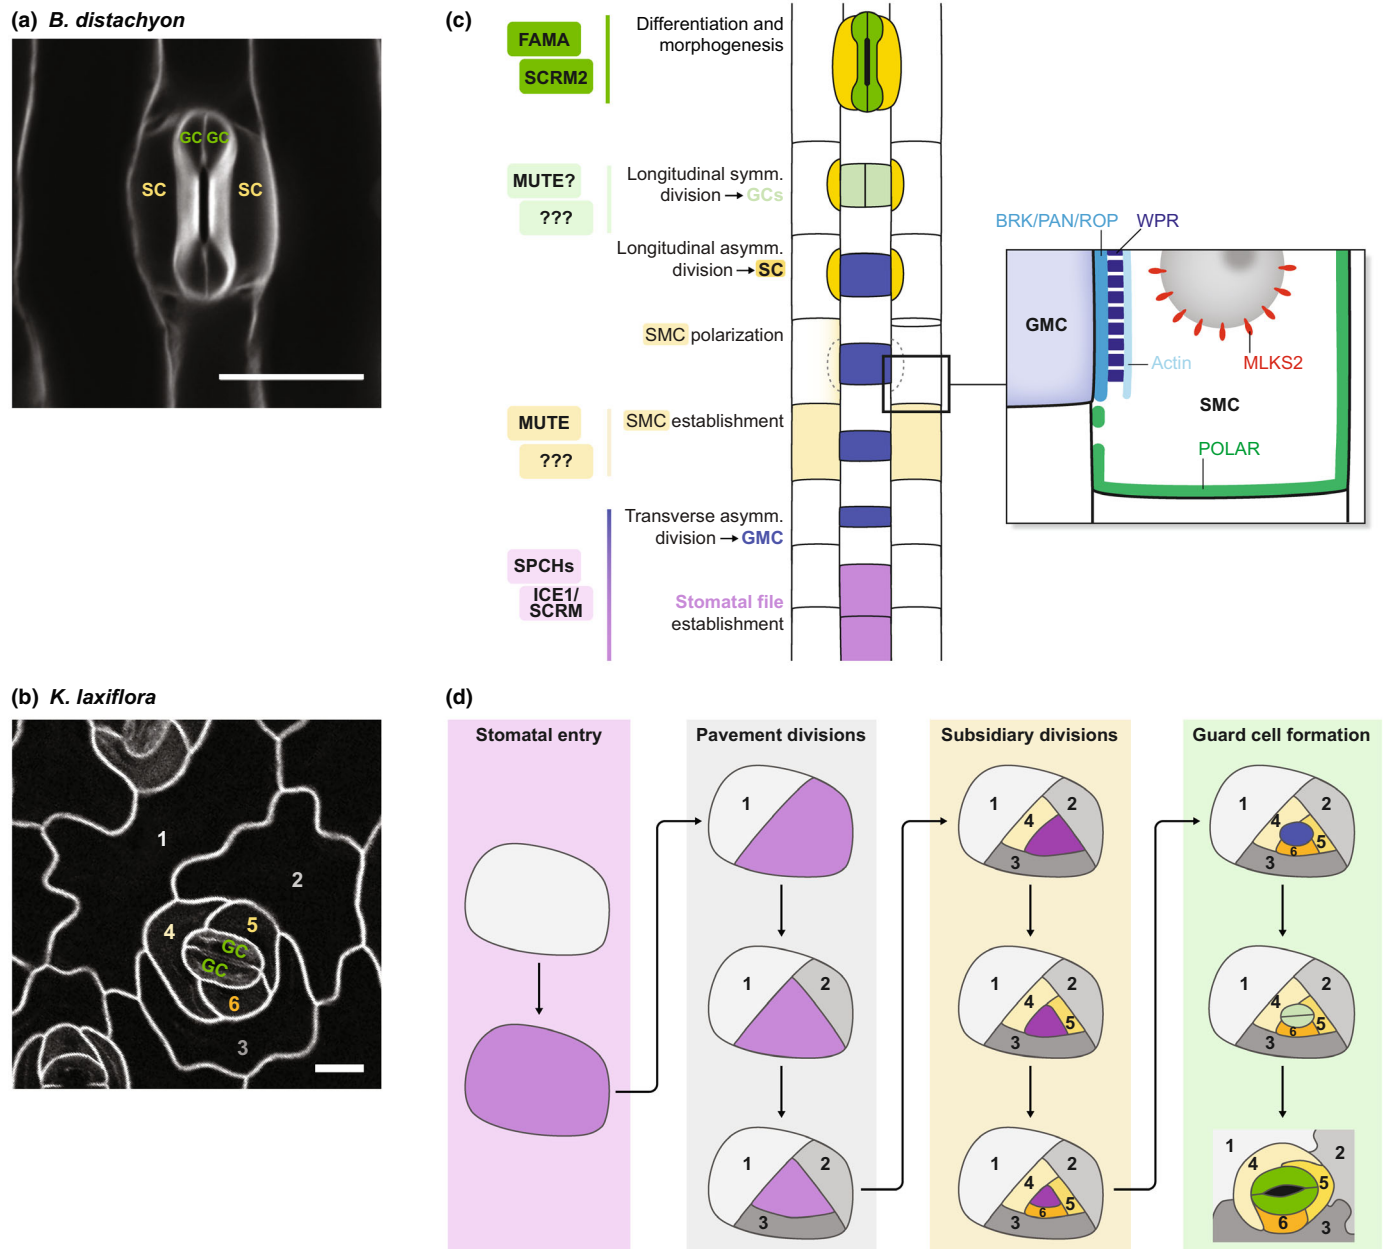 (a) B. distachyon
GC GC
SC SC
(b) K. laxiflora
1
2
4 5
GC
GC
6
3
(c)
FAMA
SCRM2
Differentiation and
morphogenesis
MUTE?
???
Longitudinal symm.
division → GCs
Longitudinal asymm.
division → SC
SMC polarization
MUTE
???
SMC establishment
Transverse asymm.
division → GMC
SPCHs
ICE1/
SCRM
Stomatal file
establishment
BRK/PAN/ROP WPR
GMC
Actin
MLKS2
SMC
POLAR
(d)
Stomatal entry
Pavement divisions
1
1 2
1 2
3
Subsidiary divisions
1 2
4
3
1 2
4
5
3
1 2
4
5
6
3
Guard cell formation
1 2
4
5
6
3
1 2
4
5
6
3
1 2
4
5
6 3